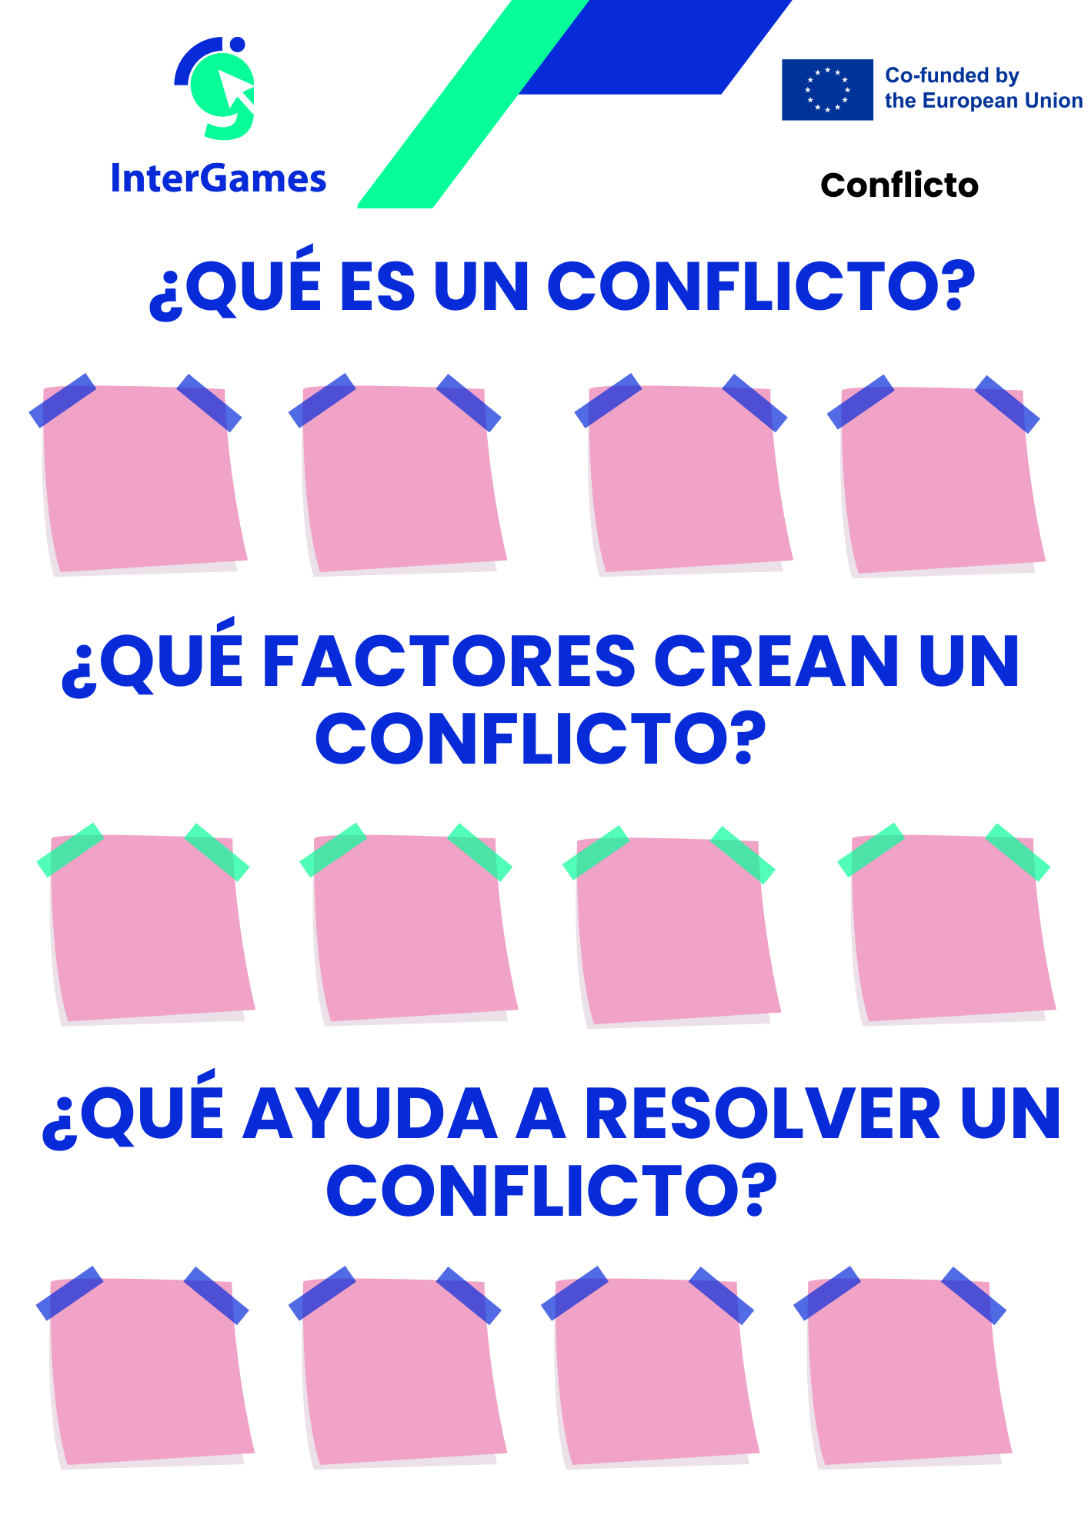 InterGames
Co-funded by
the European Union
Conflicto
¿QUÉ ES UN CONFLICTO?
¿QUÉ FACTORES CREAN UN
CONFLICTO?
¿QUÉ AYUDA A RESOLVER UN
CONFLICTO?